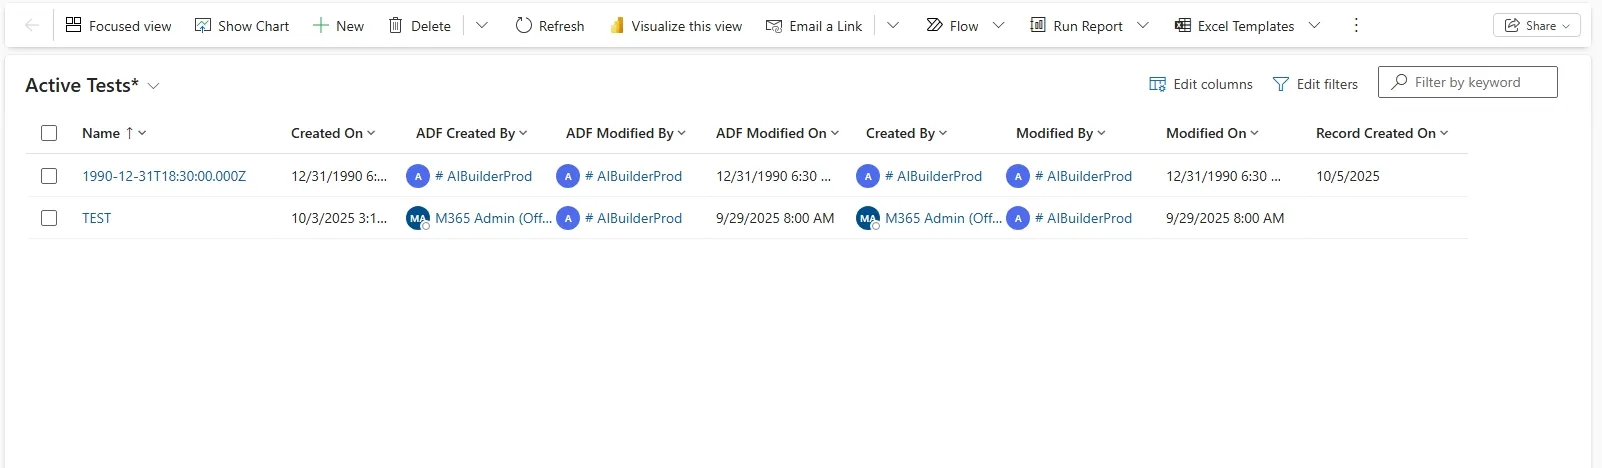 Focused view Show Chart New Delete Refresh Visualize this view Email a Link Flow Run Report Excel Templates Share
Active Tests*
Edit columns Edit filters Filter by keyword
Name ↑ Created On ADF Created By ADF Modified By ADF Modified On Created By Modified By Modified On Record Created On
1990-12-31T18:30:00.000Z 12/31/1990 6:... A # AIBuilderProd A # AIBuilderProd 12/31/1990 6:30 ... A # AIBuilderProd A # AIBuilderProd 12/31/1990 6:30 ... 10/5/2025
TEST 10/3/2025 3:1... MA M365 Admin (Off... A # AIBuilderProd 9/29/2025 8:00 AM MA M365 Admin (Off... A # AIBuilderProd 9/29/2025 8:00 AM